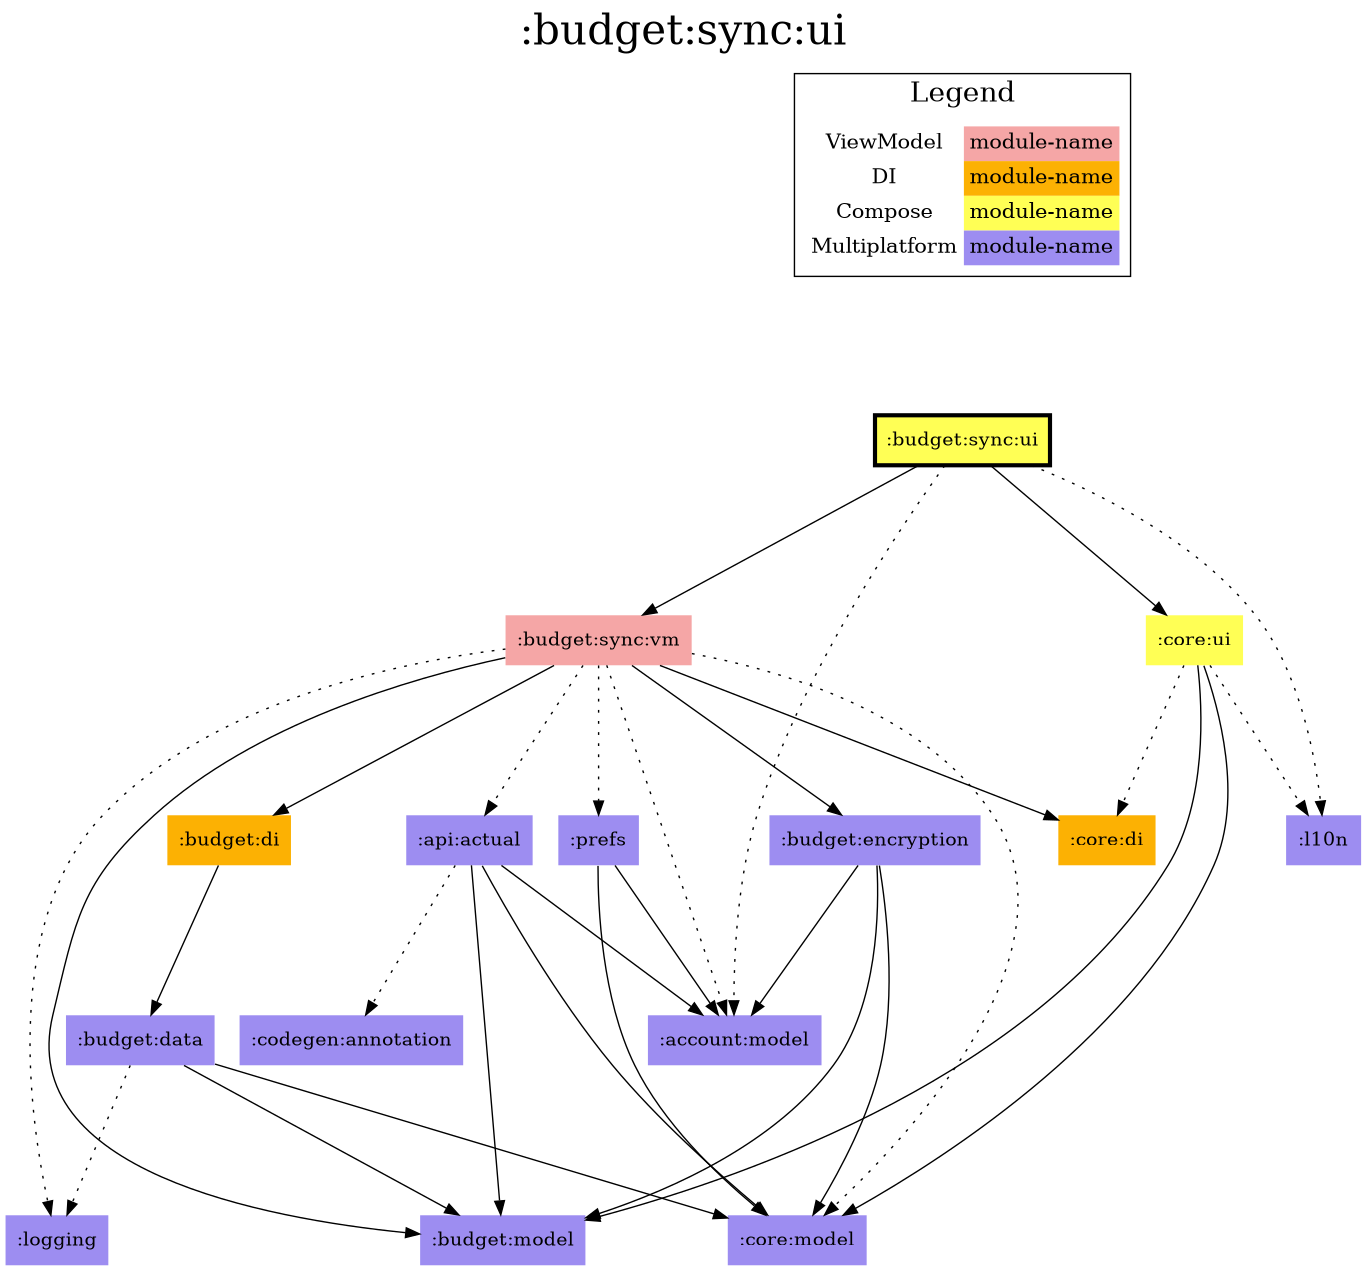 :budget:sync:ui
Legend
ViewModel module-name
DI module-name
Compose module-name
Multiplatform module-name
:budget:sync:ui
:budget:sync:vm
:core:ui
:budget:di
:api:actual
:prefs
:budget:encryption
:core:di
:l10n
:budget:data
:codegen:annotation
:account:model
:logging
:budget:model
:core:model